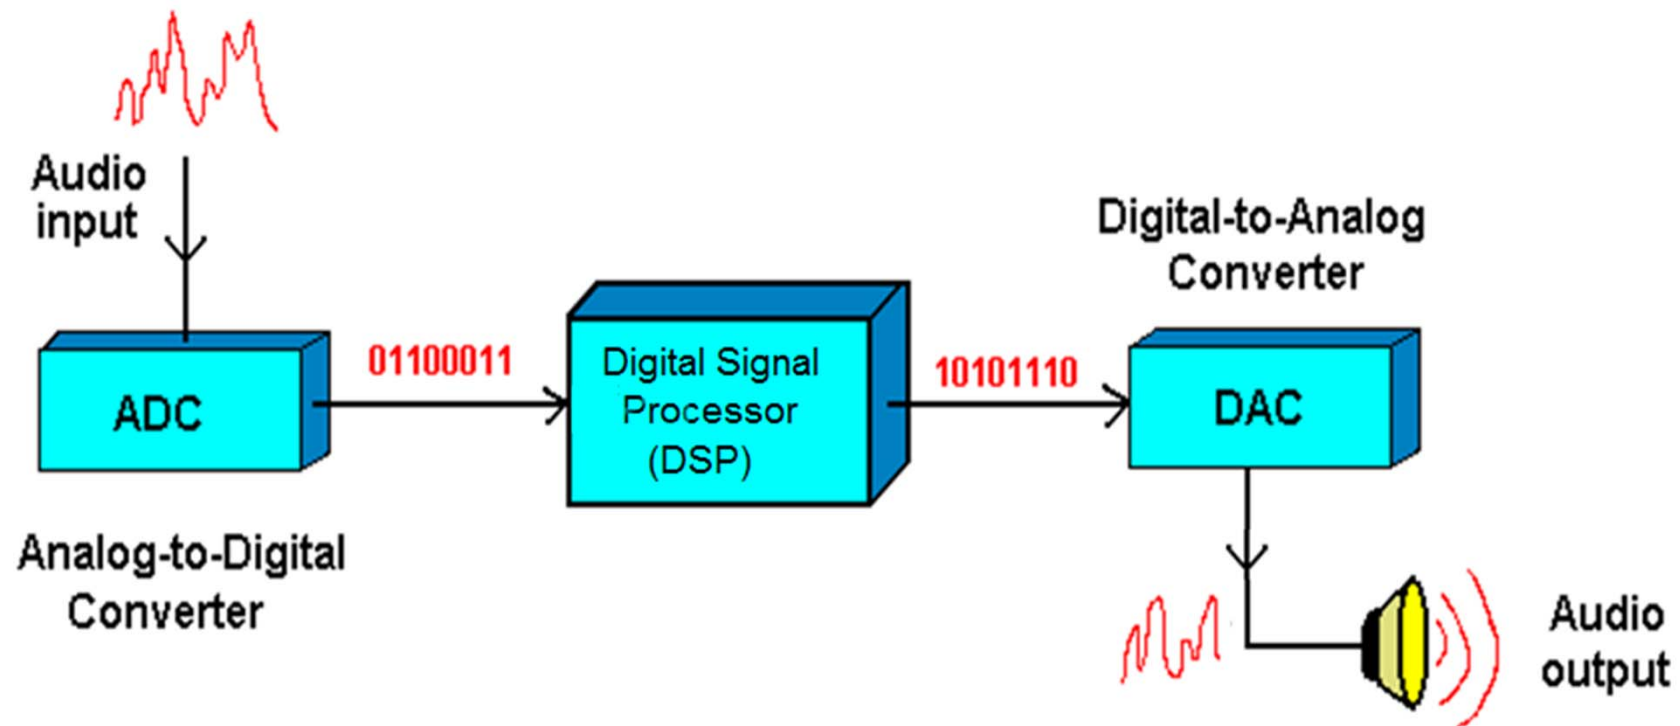 Audio
input
ADC
Analog-to-Digital
Converter
01100011
Digital Signal
Processor
(DSP)
10101110
Digital-to-Analog
Converter
DAC
Audio
output